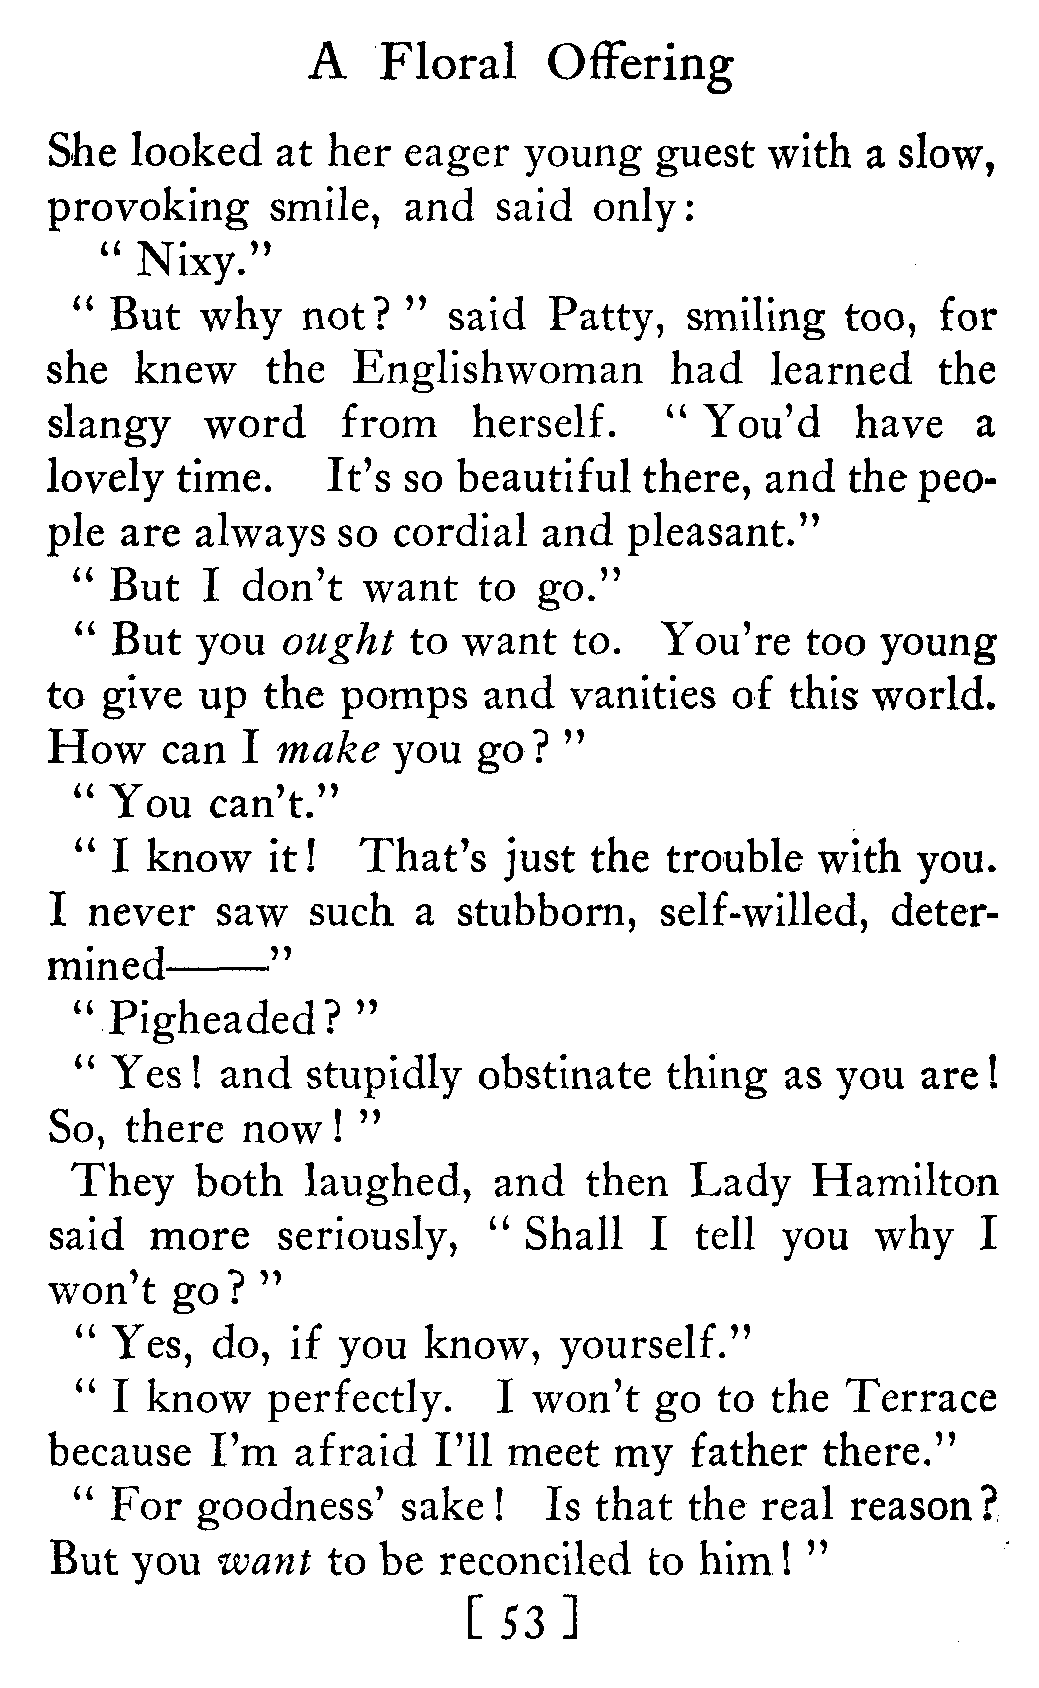 A Floral Offering
She looked at her eager young guest with a slow,
provoking smile, and said only:
“ Nixy.”
“ But why not? ” said Patty, smiling too, for
she knew the Englishwoman had learned the
slangy word from herself. “ You’d have a
lovely time. It’s so beautiful there, and the peo-
ple are always so cordial and pleasant.”
“ But I don’t want to go.”
“ But you ought to want to. You’re too young
to give up the pomps and vanities of this world.
How can I make you go? ”
“ You can’t.”
“ I know it! That’s just the trouble with you.
I never saw such a stubborn, self-willed, deter-
mined——”
“ Pigheaded? ”
“ Yes! and stupidly obstinate thing as you are!
So, there now! ”
They both laughed, and then Lady Hamilton
said more seriously, “ Shall I tell you why I
won’t go? ”
“ Yes, do, if you know, yourself.”
“ I know perfectly. I won’t go to the Terrace
because I’m afraid I’ll meet my father there.”
“ For goodness’ sake! Is that the real reason?
But you want to be reconciled to him! ”
[ 53 ]